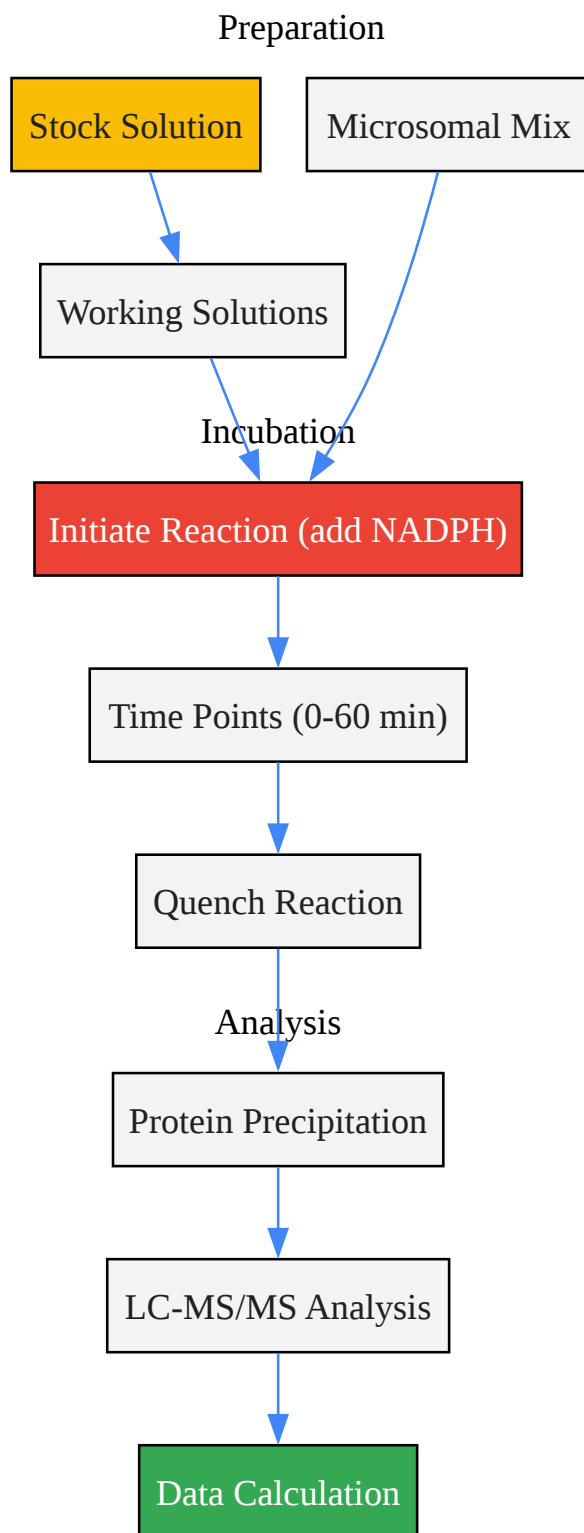 Preparation
Stock Solution
Microsomal Mix
Working Solutions
Incubation
Initiate Reaction (add NADPH)
Time Points (0-60 min)
Quench Reaction
Analysis
Protein Precipitation
LC-MS/MS Analysis
Data Calculation